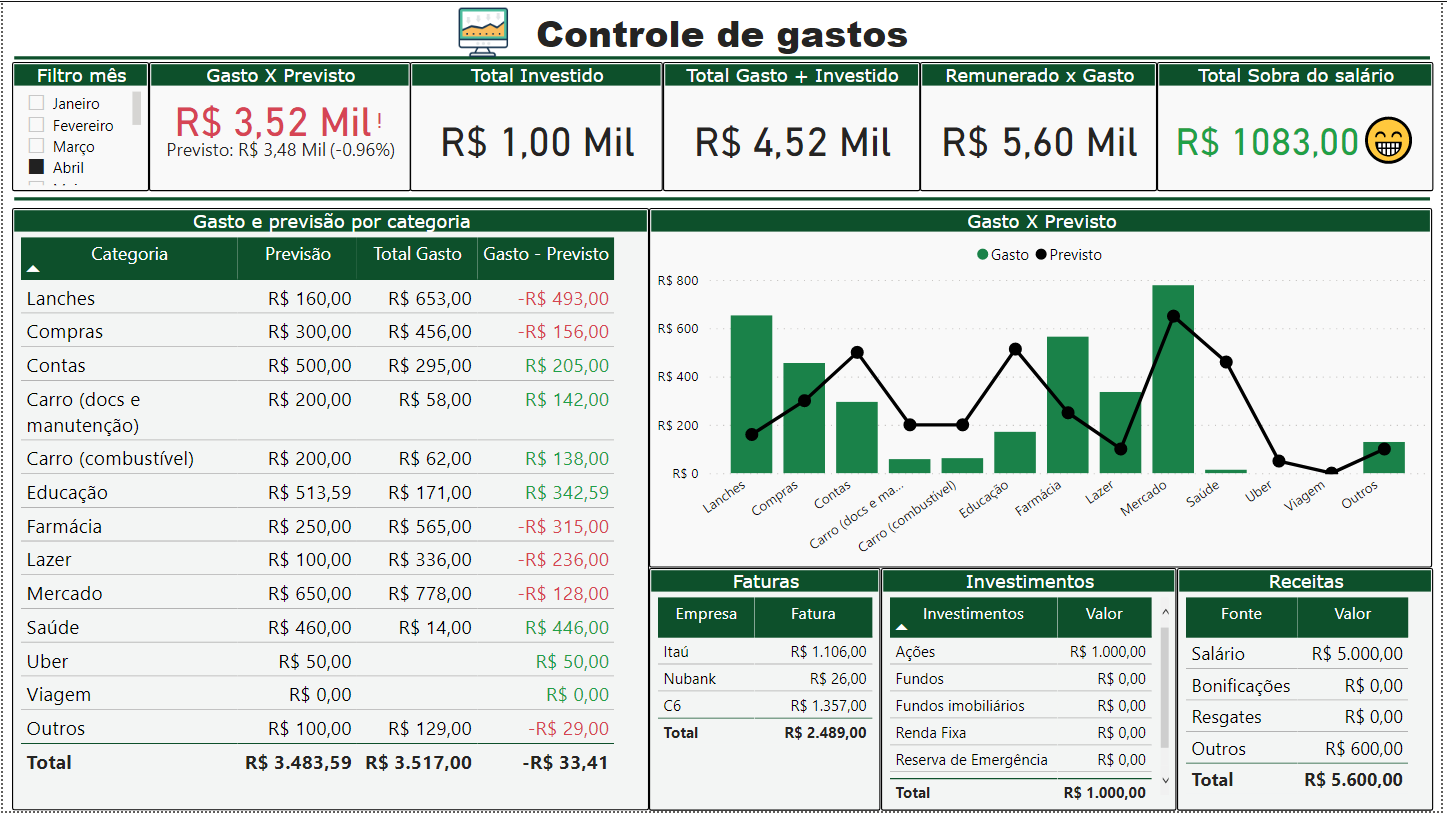 Controle de gastos
Filtro mês
Janeiro
Fevereiro
Março
Abril
Gasto X Previsto
R$ 3,52 Mil!
Previsto: R$ 3,48 Mil (-0.96%)
Total Investido
R$ 1,00 Mil
Total Gasto + Investido
R$ 4,52 Mil
Remunerado x Gasto
R$ 5,60 Mil
Total Sobra do salário
R$ 1083,00
Gasto e previsão por categoria
Categoria Previsão Total Gasto Gasto - Previsto
Lanches R$ 160,00 R$ 653,00 -R$ 493,00
Compras R$ 300,00 R$ 456,00 -R$ 156,00
Contas R$ 500,00 R$ 295,00 R$ 205,00
Carro (docs e R$ 200,00 R$ 58,00 R$ 142,00
manutenção)
Carro (combustível) R$ 200,00 R$ 62,00 R$ 138,00
Educação R$ 513,59 R$ 171,00 R$ 342,59
Farmácia R$ 250,00 R$ 565,00 -R$ 315,00
Lazer R$ 100,00 R$ 336,00 -R$ 236,00
Mercado R$ 650,00 R$ 778,00 -R$ 128,00
Saúde R$ 460,00 R$ 14,00 R$ 446,00
Uber R$ 50,00 R$ 50,00
Viagem R$ 0,00 R$ 0,00
Outros R$ 100,00 R$ 129,00 -R$ 29,00
Total R$ 3.483,59 R$ 3.517,00 -R$ 33,41
Gasto X Previsto
Gasto Previsto
R$ 800
R$ 600
R$ 400
R$ 200
R$ 0
Lanches
Compras
Contas
Carro (docs e ma...
Carro (combustível)
Educação
Farmácia
Lazer
Mercado
Saúde
Uber
Viagem
Outros
Faturas
Empresa Fatura
Itaú R$ 1.106,00
Nubank R$ 26,00
C6 R$ 1.357,00
Total R$ 2.489,00
Investimentos
Investimentos Valor
Ações R$ 1.000,00
Fundos R$ 0,00
Fundos imobiliários R$ 0,00
Renda Fixa R$ 0,00
Reserva de Emergência R$ 0,00
Total R$ 1.000,00
Receitas
Fonte Valor
Salário R$ 5.000,00
Bonificações R$ 0,00
Resgates R$ 0,00
Outros R$ 600,00
Total R$ 5.600,00